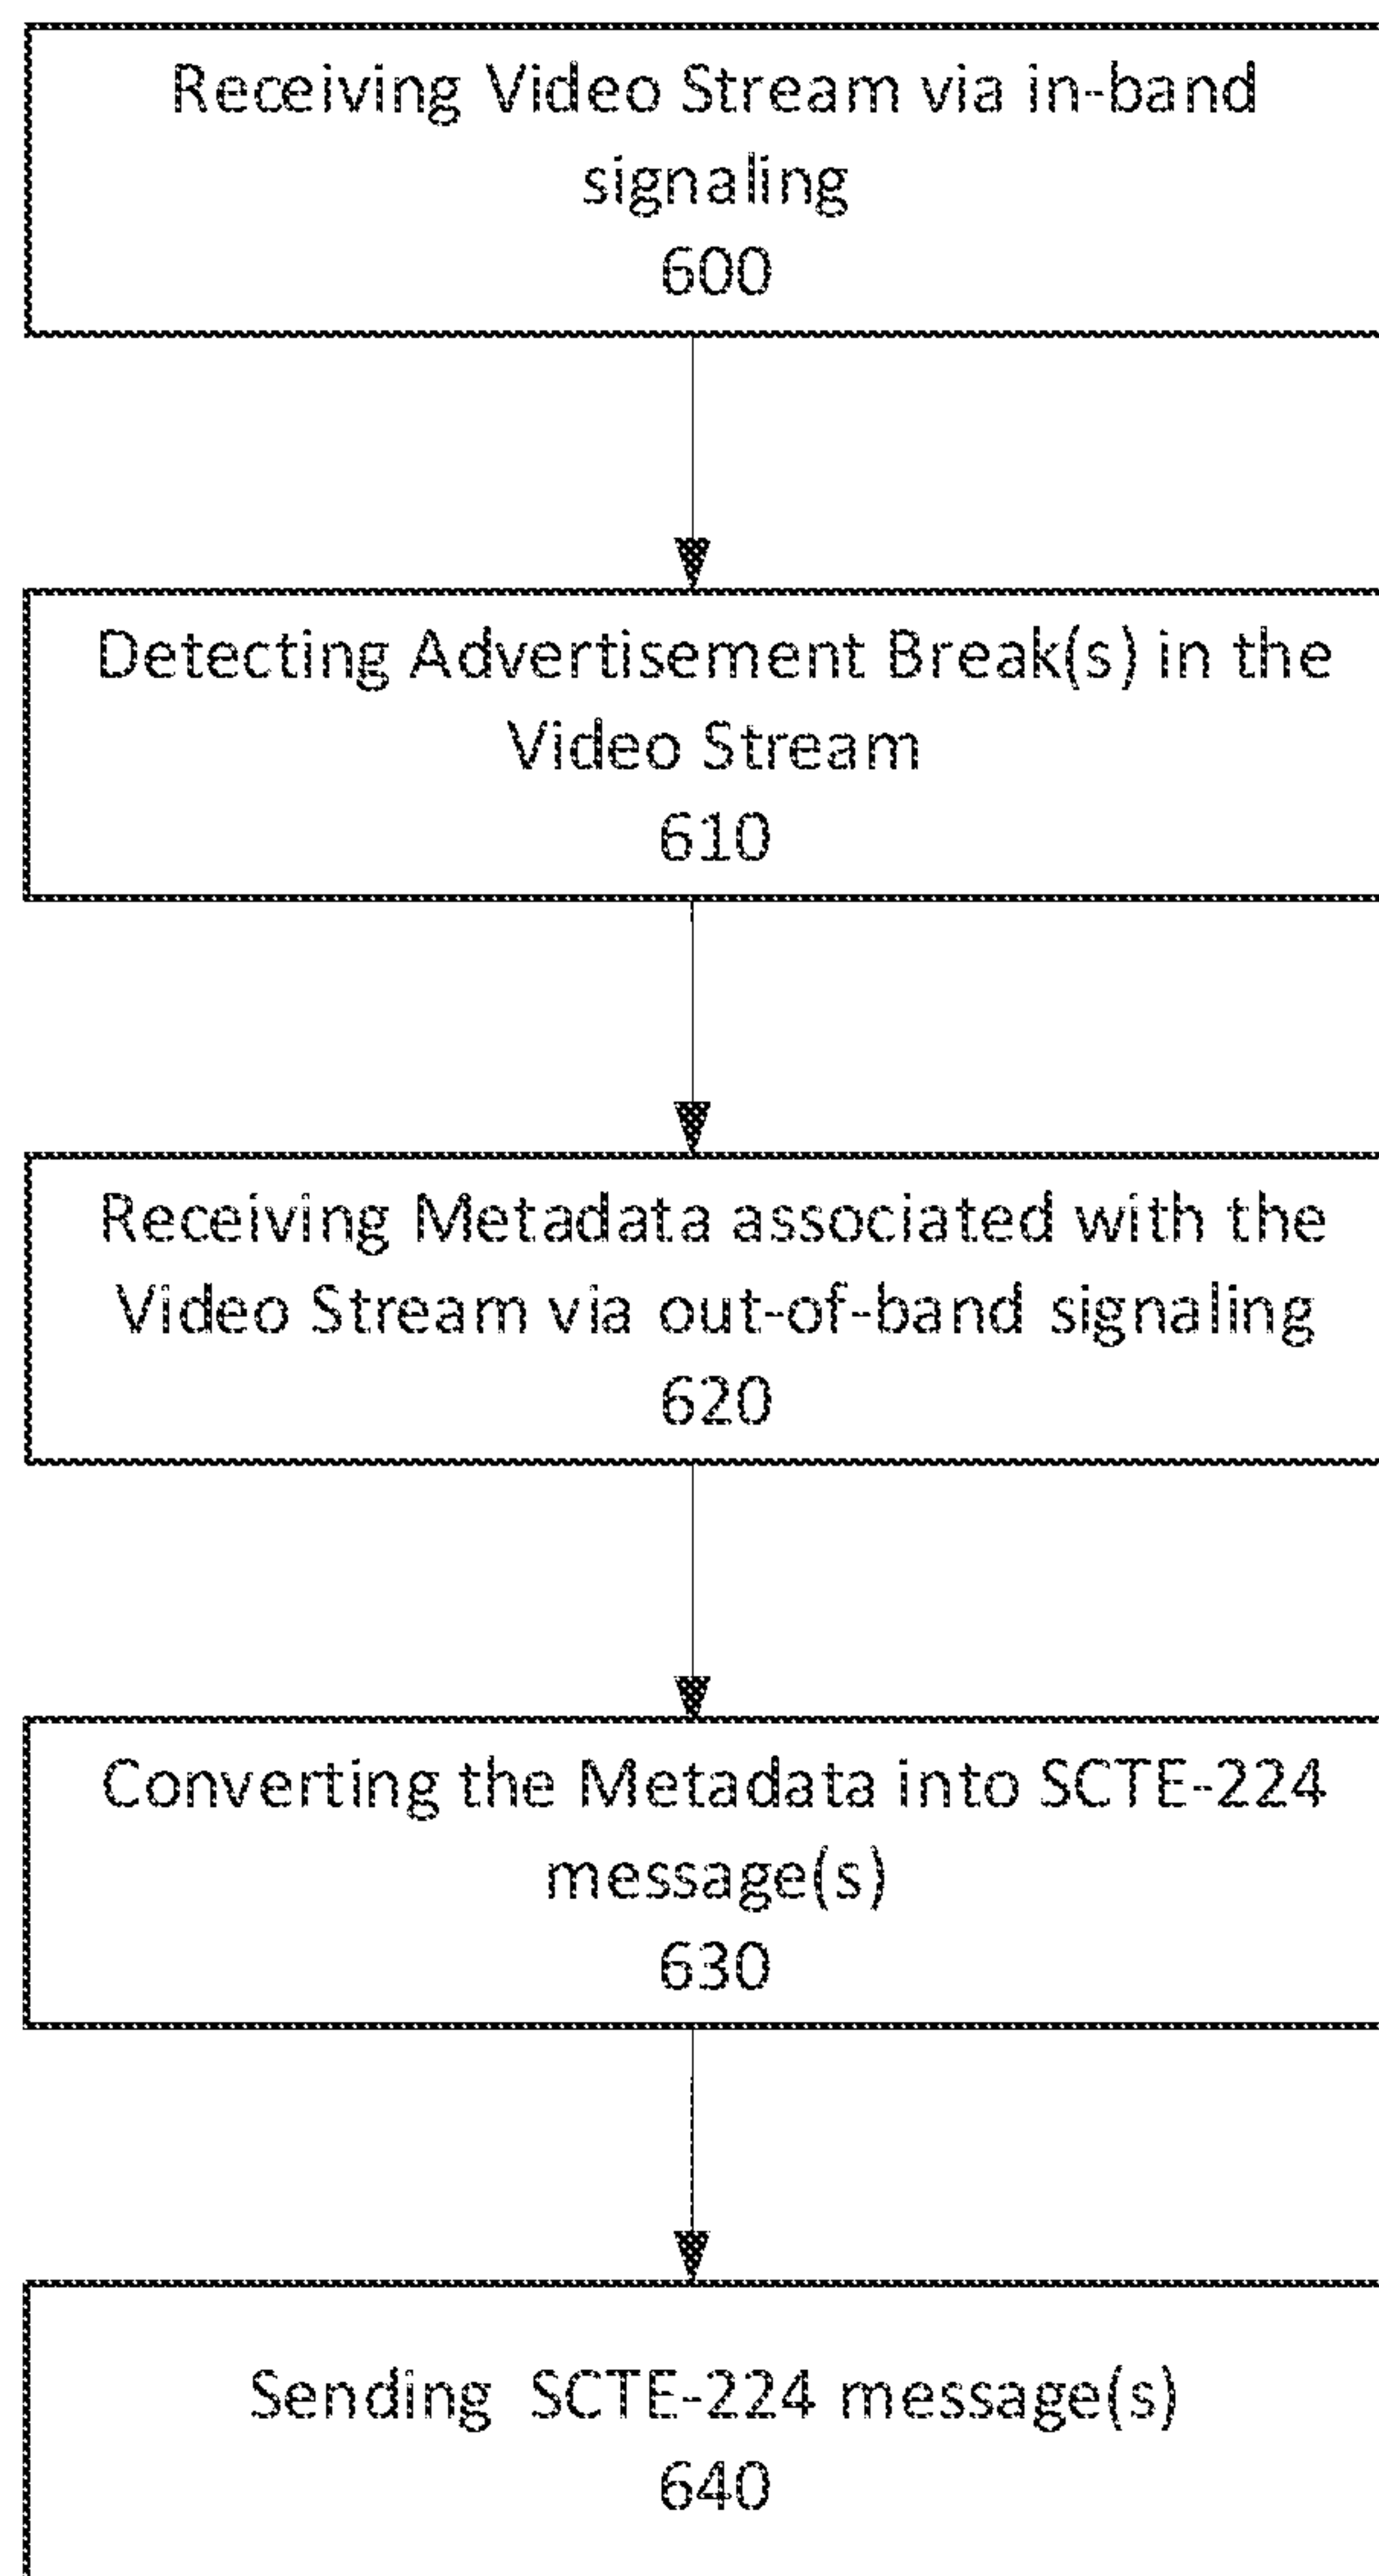 Receiving Video Stream via in-band
signaling
600
Detecting Advertisement Break(s) in the
Video Stream
610
Receiving Metadata associated with the
Video Stream via out-of-band signaling
620
Converting the Metadata into SCTE-224
message(s)
630
Sending SCTE-224 message(s)
640